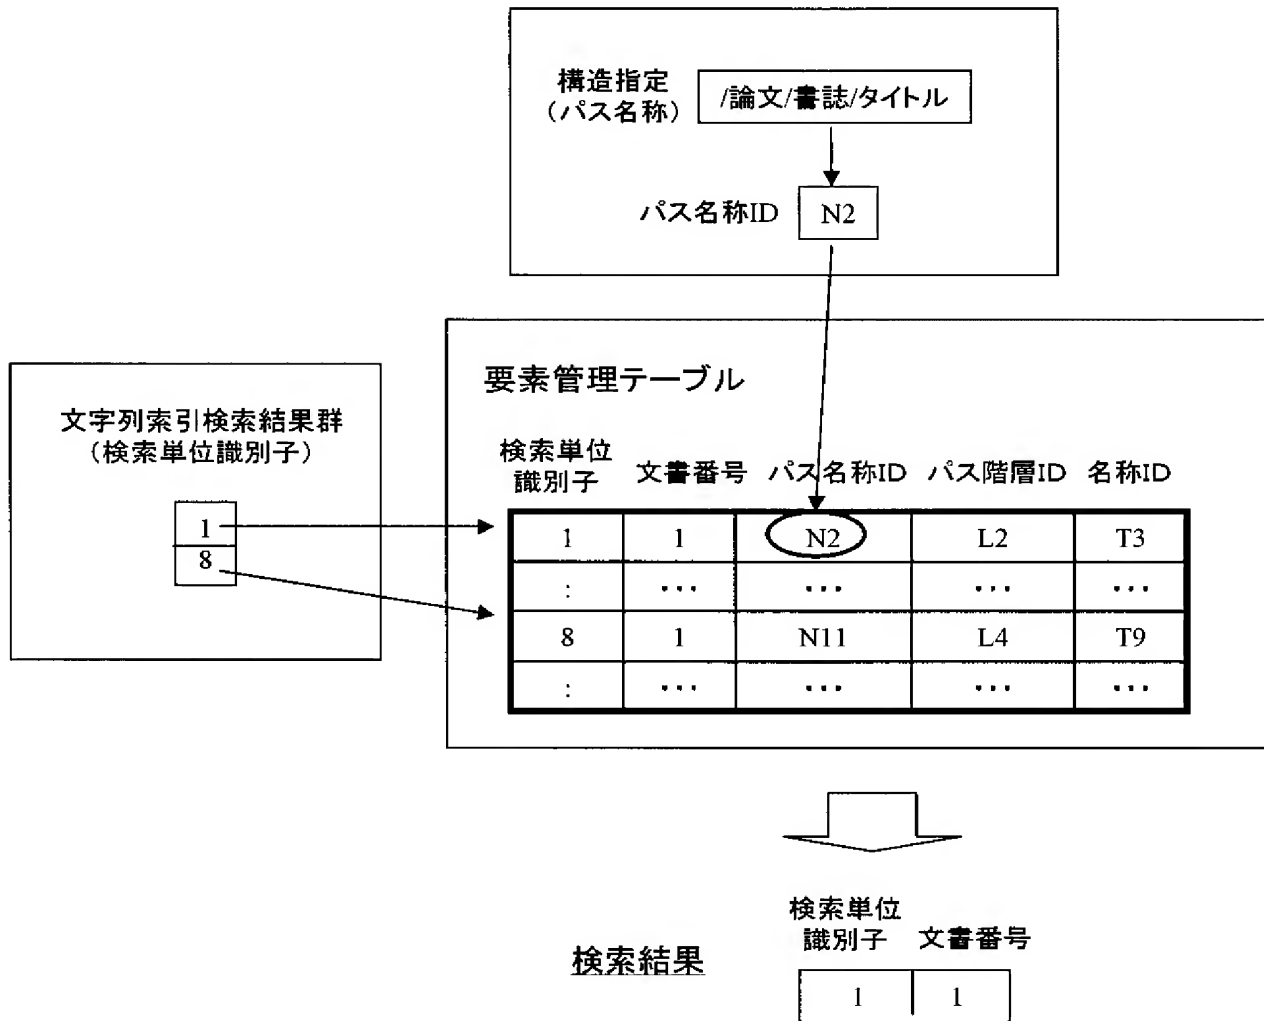 構造指定
(パス名称)
/論文/書誌/タイトル
パス名称ID
N2
文字列索引検索結果群
(検索単位識別子)
1
8
要素管理テーブル
検索単位
識別子 文書番号 パス名称ID パス階層ID 名称ID
1 1 N2 L2 T3
: … … … …
8 1 N11 L4 T9
: … … … …
検索結果
検索単位
識別子 文書番号
1 1